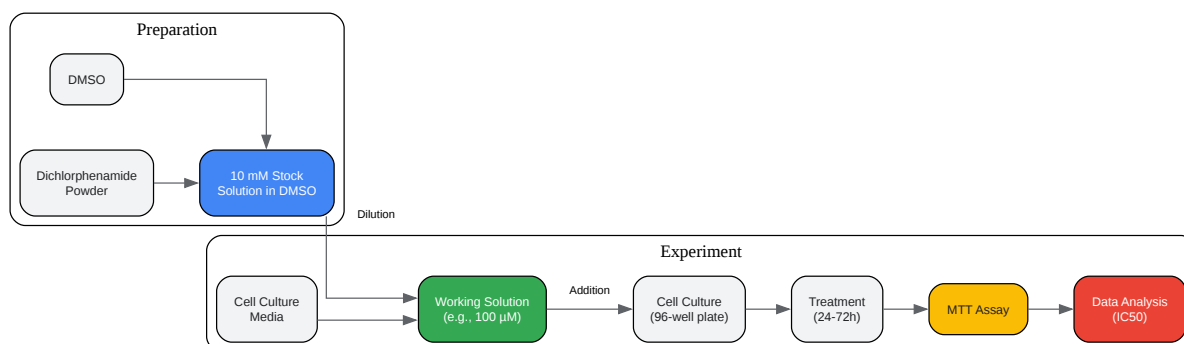 Preparation
DMSO
Dichlorphenamide
Powder
10 mM Stock
Solution in DMSO
Dilution
Experiment
Cell Culture
Media
Working Solution
(e.g., 100 µM)
Addition
Cell Culture
(96-well plate)
Treatment
(24-72h)
MTT Assay
Data Analysis
(IC50)